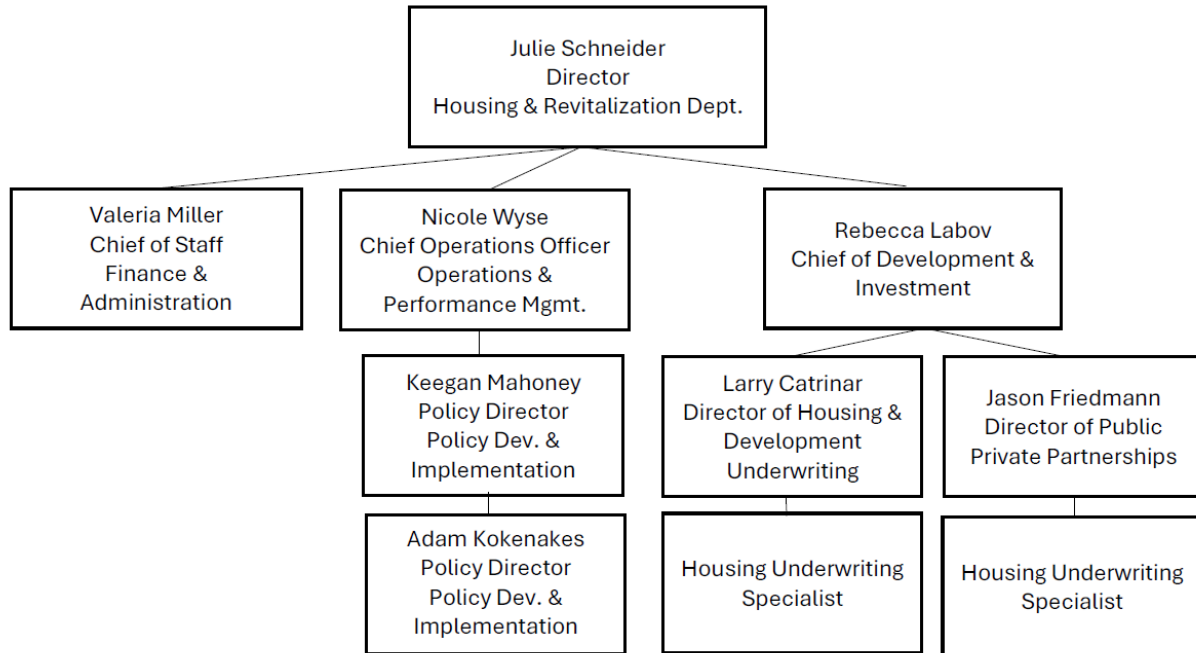 Julie Schneider
Director
Housing & Revitalization Dept.
Valeria Miller
Chief of Staff
Finance &
Administration
Nicole Wyse
Chief Operations Officer
Operations &
Performance Mgmt.
Rebecca Labov
Chief of Development &
Investment
Keegan Mahoney
Policy Director
Policy Dev. &
Implementation
Larry Catrinar
Director of Housing &
Development
Underwriting
Jason Friedmann
Director of Public
Private Partnerships
Adam Kokenakes
Policy Director
Policy Dev. &
Implementation
Housing Underwriting
Specialist
Housing Underwriting
Specialist